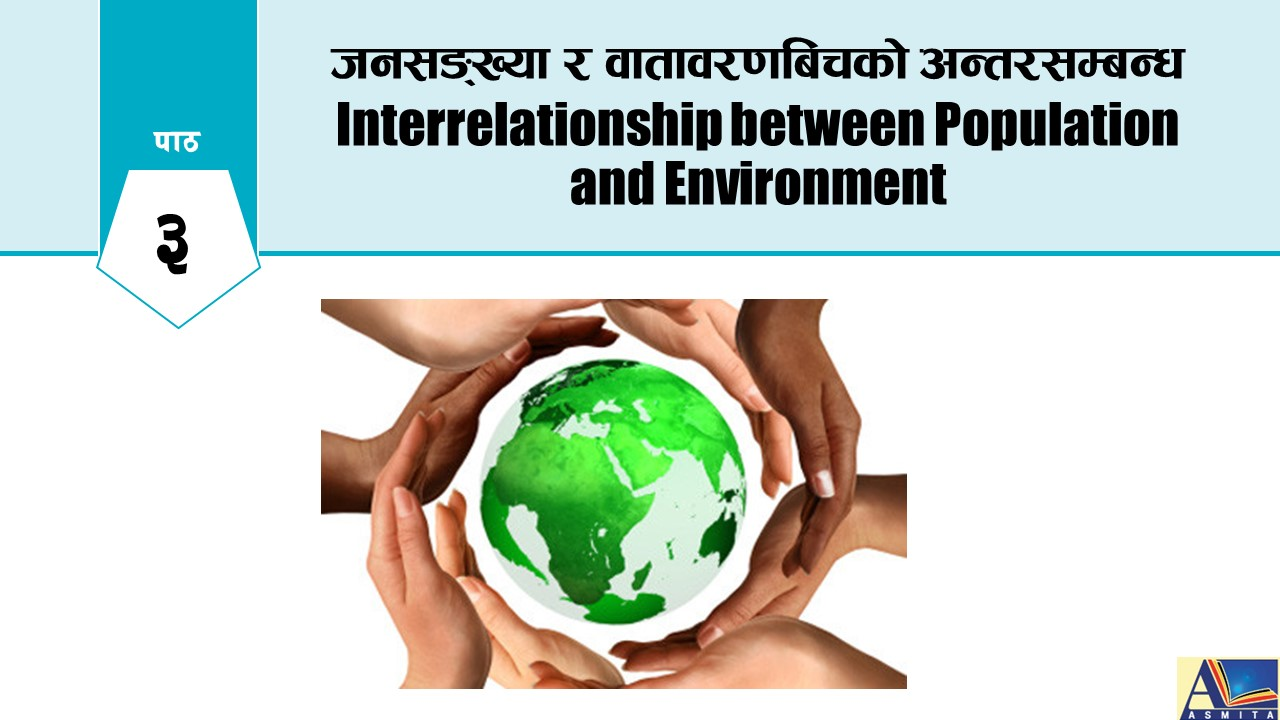 पाठ
३
जनसङ्ख्या र वातावरणबिचको अन्तरसम्बन्ध
Interrelationship between Population
and Environment
ASMITA